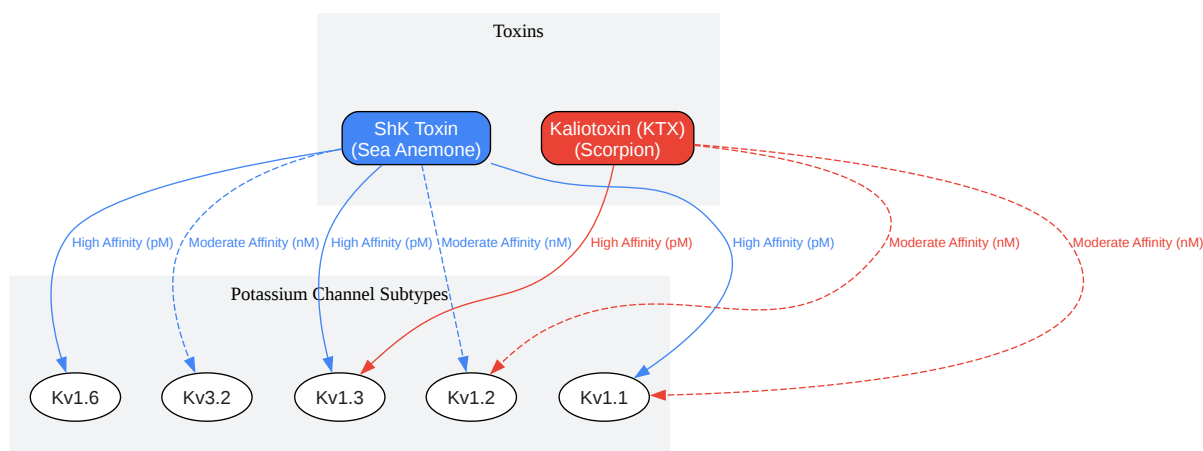 Toxins
ShK Toxin
(Sea Anemone)
Kaliotoxin (KTX)
(Scorpion)
High Affinity (pM)
Moderate Affinity (nM)
High Affinity (pM)
Moderate Affinity (nM)
High Affinity (pM)
High Affinity (pM)
Moderate Affinity (nM)
Moderate Affinity (nM)
Potassium Channel Subtypes
Kv1.6
Kv3.2
Kv1.3
Kv1.2
Kv1.1